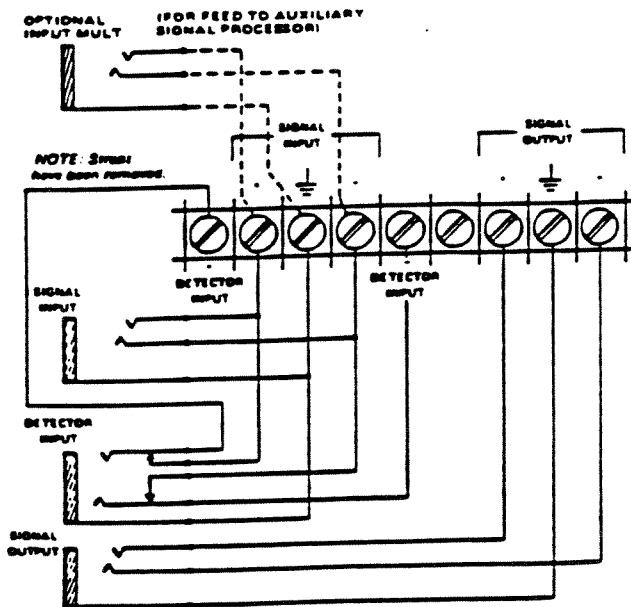 OPTIONAL
INPUT MULT
(FOR FEED TO AUXILIARY
SIGNAL PROCESSOR)
SIGNAL
INPUT
SIGNAL
OUTPUT
NOTE: Straps
have been removed.
DETECTOR
INPUT
DETECTOR
INPUT
SIGNAL
INPUT
DETECTOR
INPUT
SIGNAL
OUTPUT